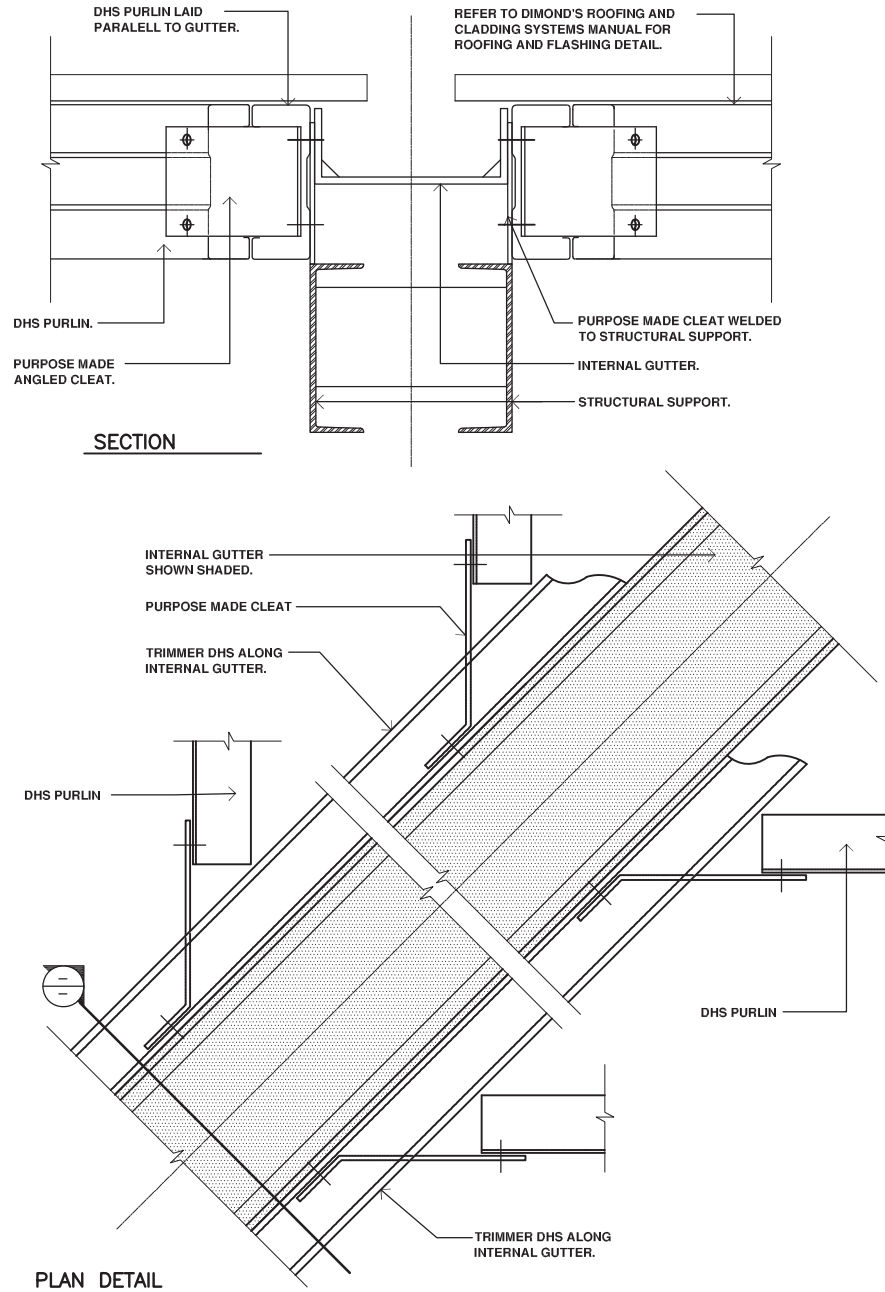 DHS PURLIN LAID
PARALELL TO GUTTER.
REFER TO DIMOND'S ROOFING AND
CLADDING SYSTEMS MANUAL FOR
ROOFING AND FLASHING DETAIL.
DHS PURLIN.
PURPOSE MADE
ANGLED CLEAT.
PURPOSE MADE CLEAT WELDED
TO STRUCTURAL SUPPORT.
INTERNAL GUTTER.
STRUCTURAL SUPPORT.
SECTION
INTERNAL GUTTER
SHOWN SHADED.
PURPOSE MADE CLEAT
TRIMMER DHS ALONG
INTERNAL GUTTER.
DHS PURLIN
DHS PURLIN
TRIMMER DHS ALONG
INTERNAL GUTTER.
PLAN DETAIL